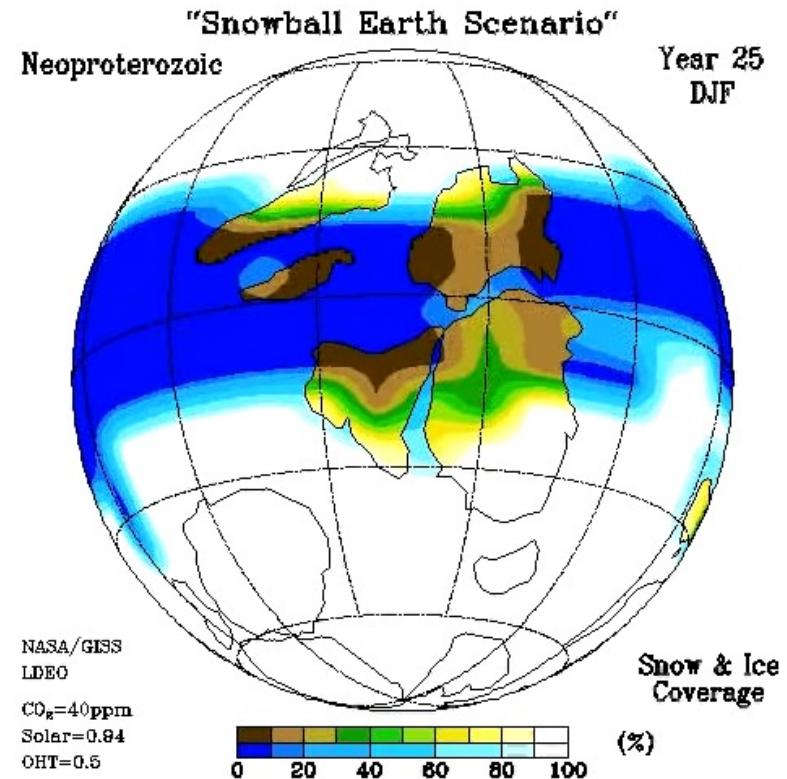 "Snowball Earth Scenario"
Neoproterozoic
Year 25
DJF
NASA/GISS
LDEO
CO₂=40ppm
Solar=0.94
OHT=0.5
Snow & Ice
Coverage
(%)
0 20 40 60 80 100